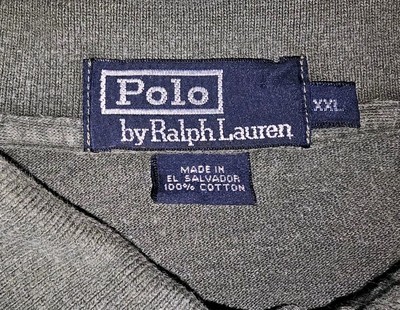 Polo
by Ralph Lauren
XXL
MADE IN
EL SALVADOR
100% COTTON